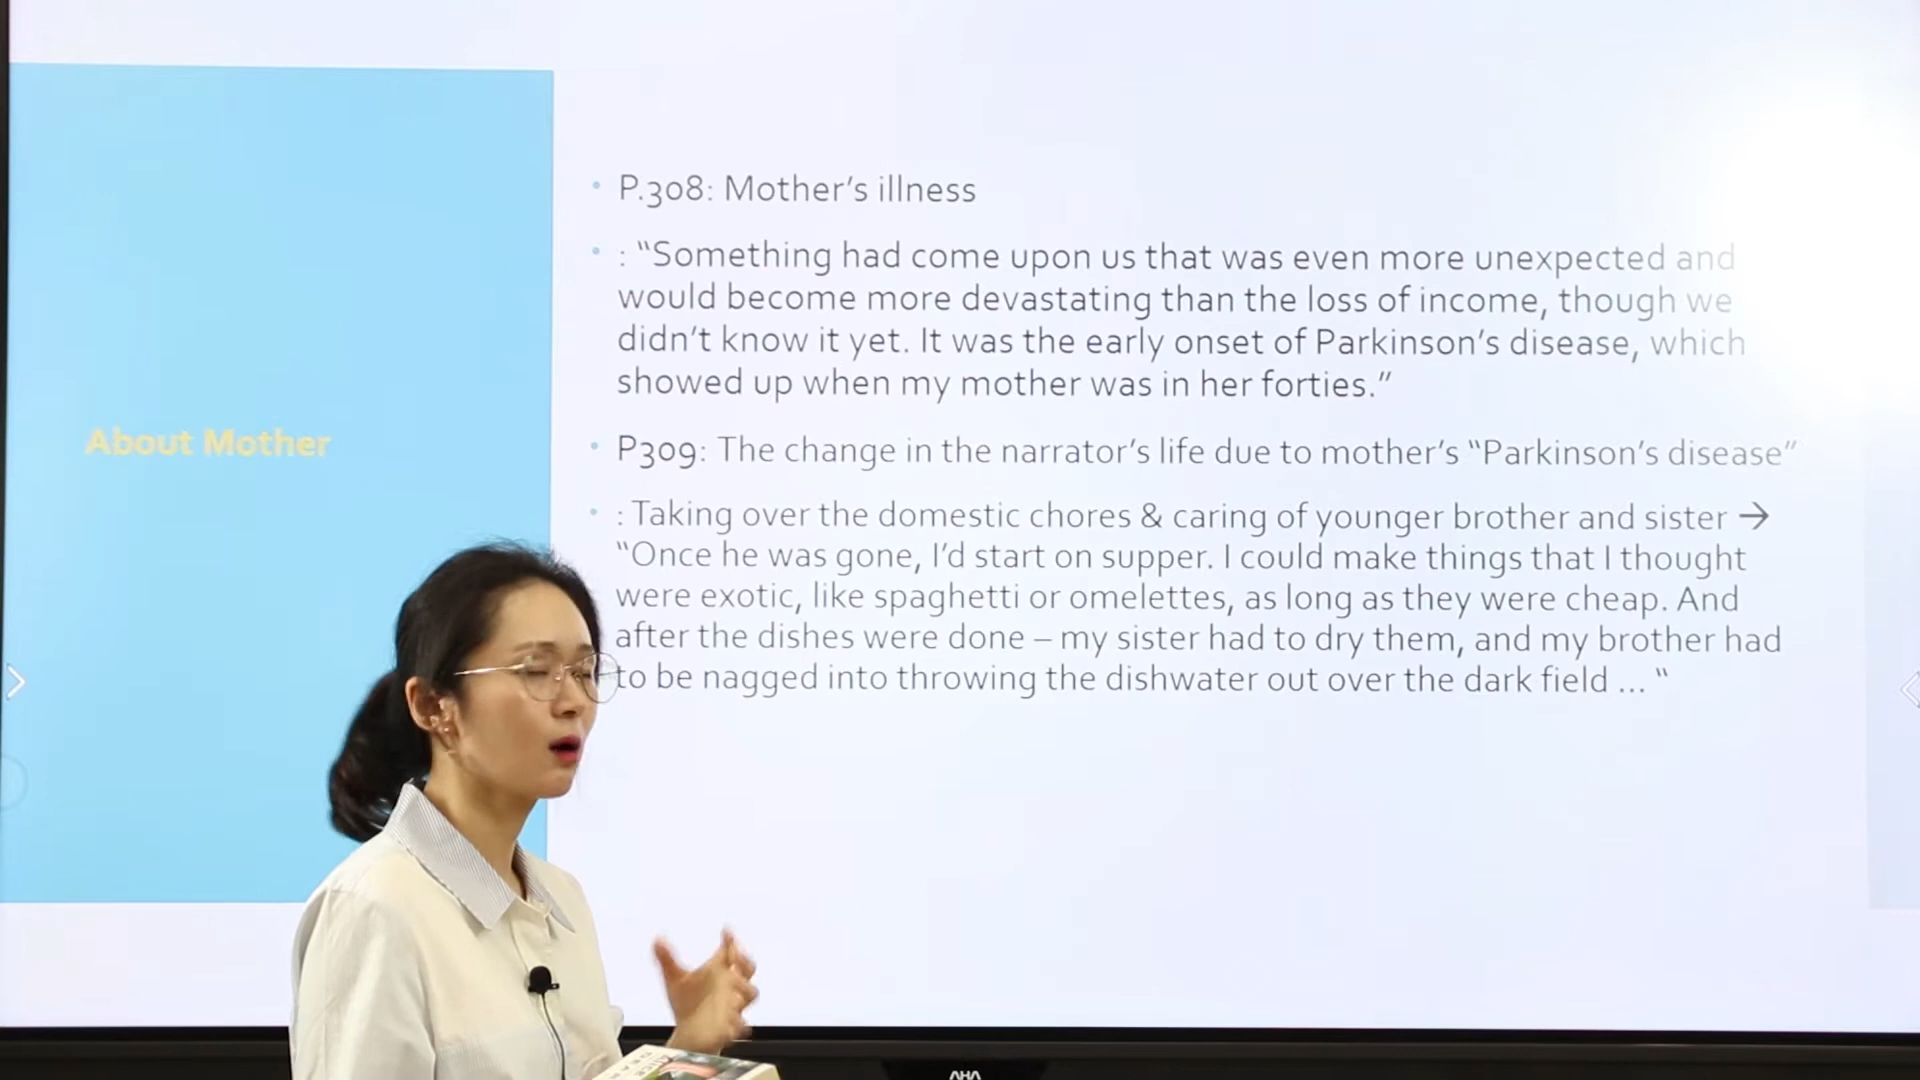 P.308: Mother's illness
: "Something had come upon us that was even more unexpected and
would become more devastating than the loss of income, though we
didn't know it yet. It was the early onset of Parkinson's disease, which
showed up when my mother was in her forties."
About Mother
P309: The change in the narrator's life due to mother's "Parkinson's disease"
: Taking over the domestic chores & caring of younger brother and sister →
"Once he was gone, I'd start on supper. I could make things that I thought
were exotic, like spaghetti or omelettes, as long as they were cheap. And
after the dishes were done – my sister had to dry them, and my brother had
to be nagged into throwing the dishwater out over the dark field ... "
ALICE
AHA